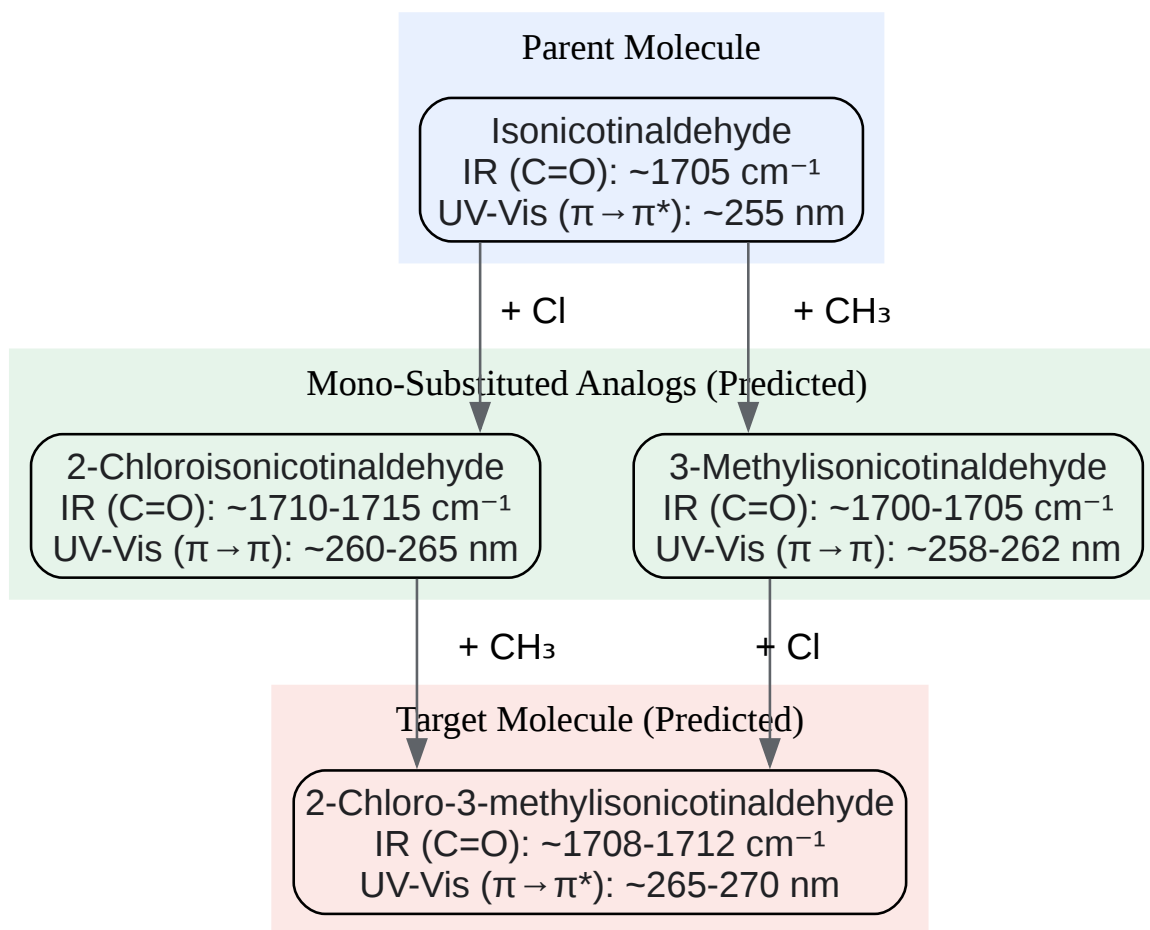 Parent Molecule
Isonicotinaldehyde
IR (C=O): ~1705 cm⁻¹
UV-Vis (π→π*): ~255 nm
+ Cl
+ CH₃
Mono-Substituted Analogs (Predicted)
2-Chloroisonicotinaldehyde
IR (C=O): ~1710-1715 cm⁻¹
UV-Vis (π→π): ~260-265 nm
3-Methylisonicotinaldehyde
IR (C=O): ~1700-1705 cm⁻¹
UV-Vis (π→π): ~258-262 nm
+ CH₃
+ Cl
Target Molecule (Predicted)
2-Chloro-3-methylisonicotinaldehyde
IR (C=O): ~1708-1712 cm⁻¹
UV-Vis (π→π*): ~265-270 nm